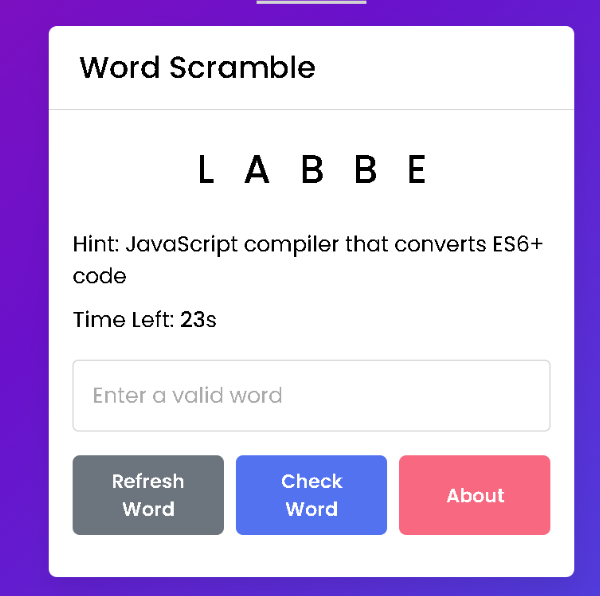 Word Scramble
L A B B E
Hint: JavaScript compiler that converts ES6+
code
Time Left: 23s
Enter a valid word
Refresh
Word
Check
Word
About